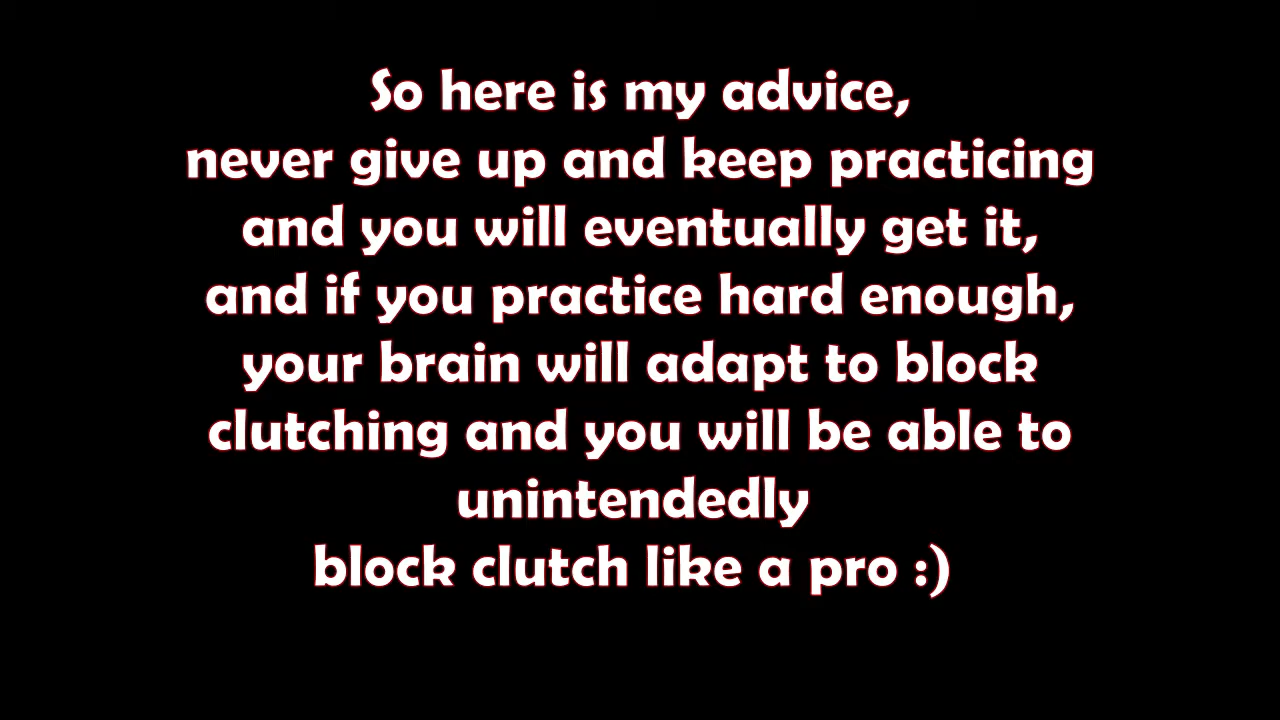 So here is my advice,
never give up and keep practicing
and you will eventually get it,
and if you practice hard enough,
your brain will adapt to block
clutching and you will be able to
unintendedly
block clutch like a pro :)